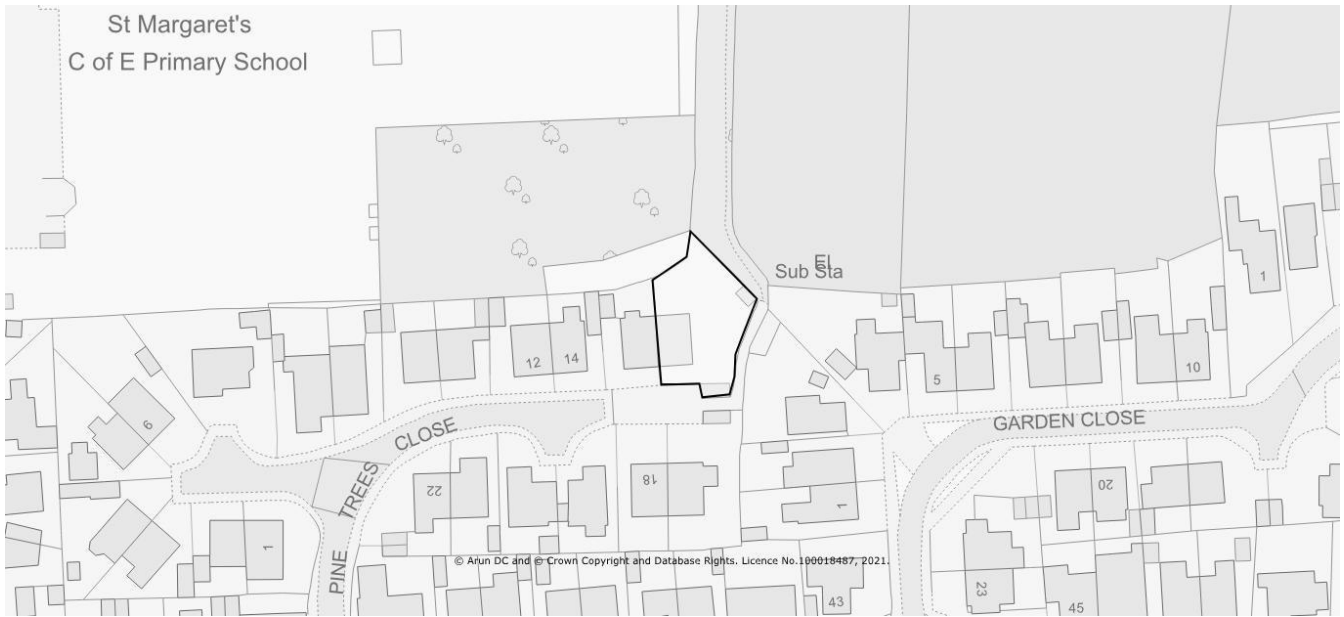 St Margaret's
C of E Primary School
El
Sub Sta
1
12
14
5
10
GARDEN CLOSE
6
CLOSE
TREES
PINE
22
18
20
1
1
© Arun DC and © Crown Copyright and Database Rights. Licence No.100018487, 2021.
23
43
45